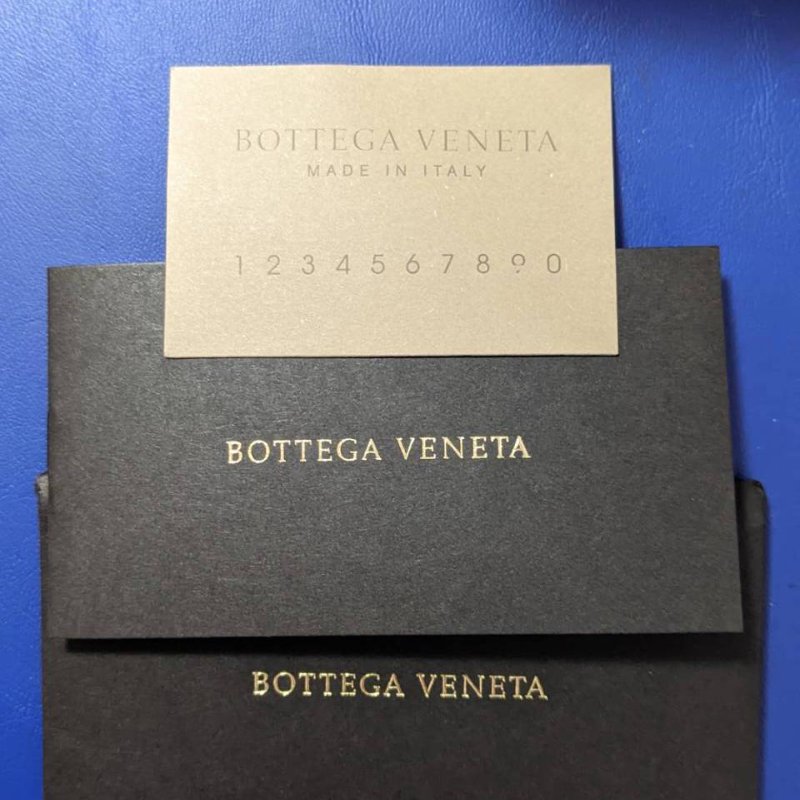 BOTTEGA VENETA
MADE IN ITALY
1 2 3 4 5 6 7 8 9 0
BOTTEGA VENETA
BOTTEGA VENETA